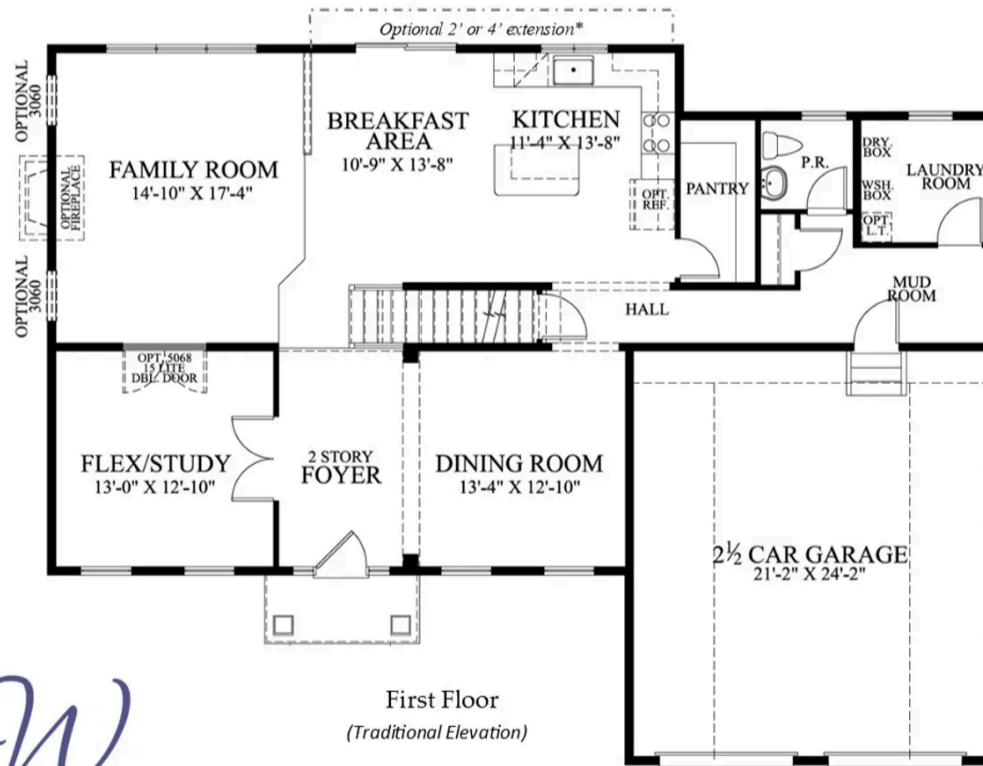 Optional 2' or 4' extension*
OPTIONAL
3060
OPTIONAL
FIREPLACE
OPTIONAL
3060
FAMILY ROOM
14'-10" X 17'-4"
BREAKFAST
AREA
10'-9" X 13'-8"
KITCHEN
11'-4" X 13'-8"
OPT.
REF.
PANTRY
P.R.
DRY.
BOX
WSH.
BOX
OPT.
L.T.
LAUNDRY
ROOM
MUD
ROOM
HALL
OPT. 5068
15 LITE
DBL. DOOR
FLEX/STUDY
13'-0" X 12'-10"
2 STORY
FOYER
DINING ROOM
13'-4" X 12'-10"
2½ CAR GARAGE
21'-2" X 24'-2"
First Floor
(Traditional Elevation)
W